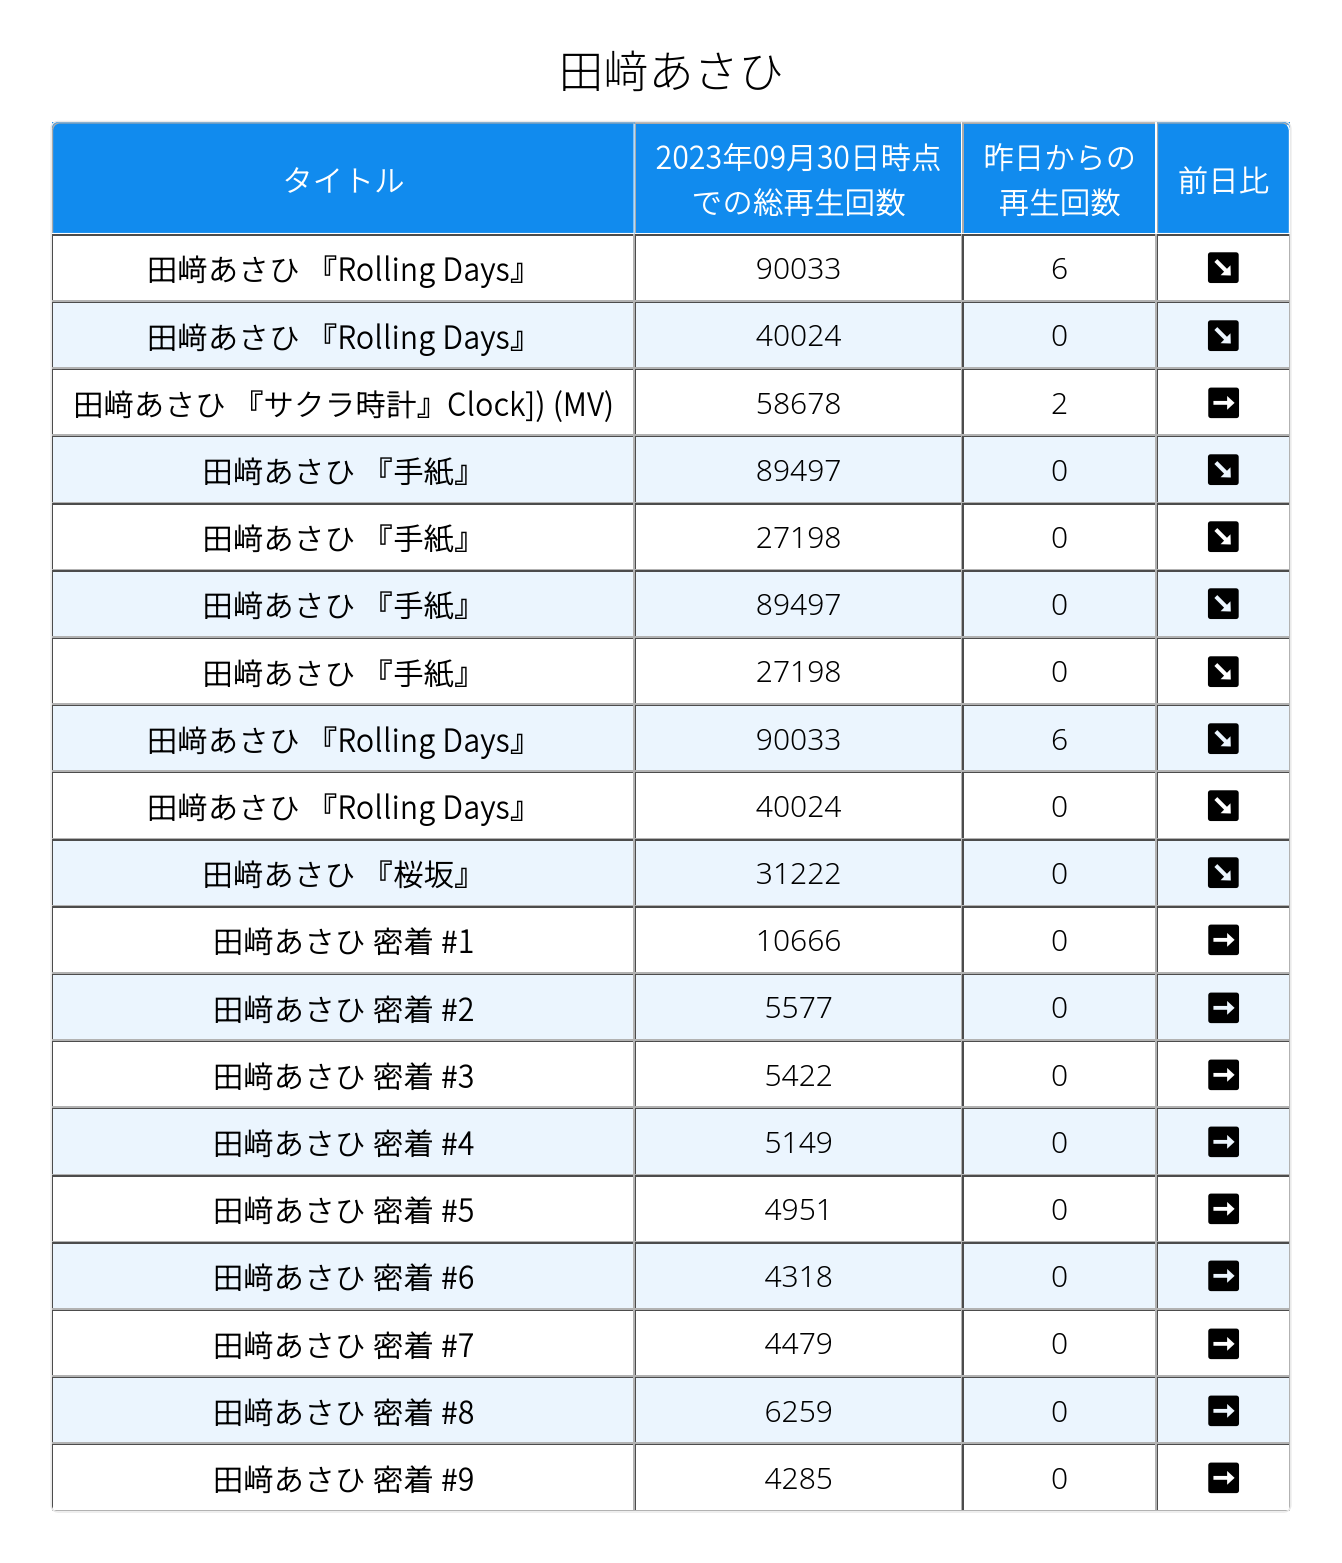 田﨑あさひ
タイトル
2023年09月30日時点
での総再生回数
昨日からの
再生回数
前日比
田﨑あさひ 『Rolling Days』 90033 6 ➘
田﨑あさひ 『Rolling Days』 40024 0 ➘
田﨑あさひ 『サクラ時計』Clock]) (MV) 58678 2 ➞
田﨑あさひ 『手紙』 89497 0 ➘
田﨑あさひ 『手紙』 27198 0 ➘
田﨑あさひ 『手紙』 89497 0 ➘
田﨑あさひ 『手紙』 27198 0 ➘
田﨑あさひ 『Rolling Days』 90033 6 ➘
田﨑あさひ 『Rolling Days』 40024 0 ➘
田﨑あさひ 『桜坂』 31222 0 ➘
田﨑あさひ 密着 #1 10666 0 ➞
田﨑あさひ 密着 #2 5577 0 ➞
田﨑あさひ 密着 #3 5422 0 ➞
田﨑あさひ 密着 #4 5149 0 ➞
田﨑あさひ 密着 #5 4951 0 ➞
田﨑あさひ 密着 #6 4318 0 ➞
田﨑あさひ 密着 #7 4479 0 ➞
田﨑あさひ 密着 #8 6259 0 ➞
田﨑あさひ 密着 #9 4285 0 ➞